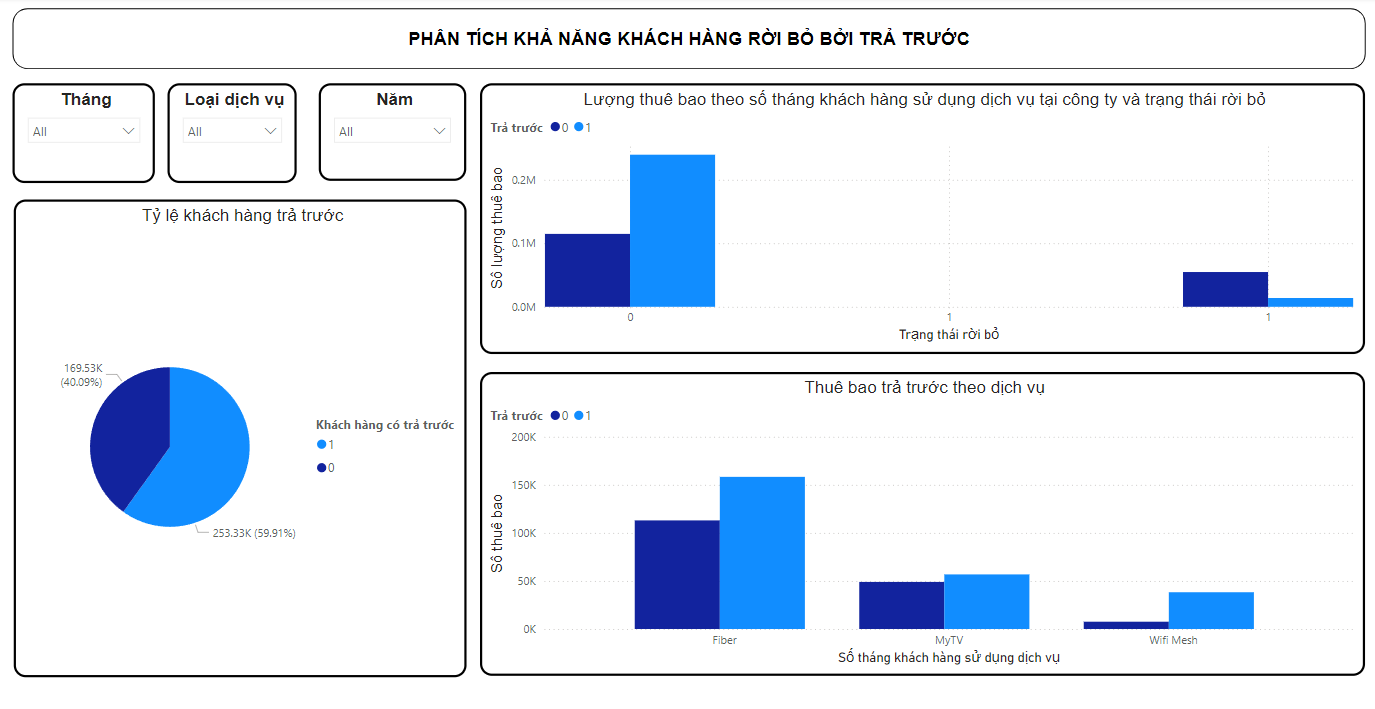 PHÂN TÍCH KHẢ NĂNG KHÁCH HÀNG RỜI BỎ BỞI TRẢ TRƯỚC
Tháng
All
Loại dịch vụ
All
Năm
All
Tỷ lệ khách hàng trả trước
169.53K
(40.09%)
253.33K (59.91%)
Khách hàng có trả trước
1
0
Lượng thuê bao theo số tháng khách hàng sử dụng dịch vụ tại công ty và trạng thái rời bỏ
Trả trước 0 1
Số lượng thuê bao
0.2M
0.1M
0.0M
0 1 1
Trạng thái rời bỏ
Thuê bao trả trước theo dịch vụ
Trả trước 0 1
Số thuê bao
200K
150K
100K
50K
0K
Fiber MyTV Wifi Mesh
Số tháng khách hàng sử dụng dịch vụ